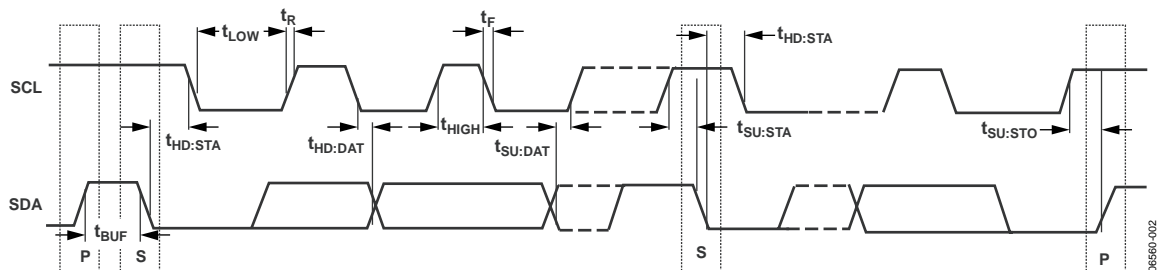 tR
tF
tLOW
tHD:STA
SCL
tHD:STA
tHD:DAT
tHIGH
tSU:DAT
tSU:STA
tSU:STO
SDA
tBUF
P
S
S
P
06560-002